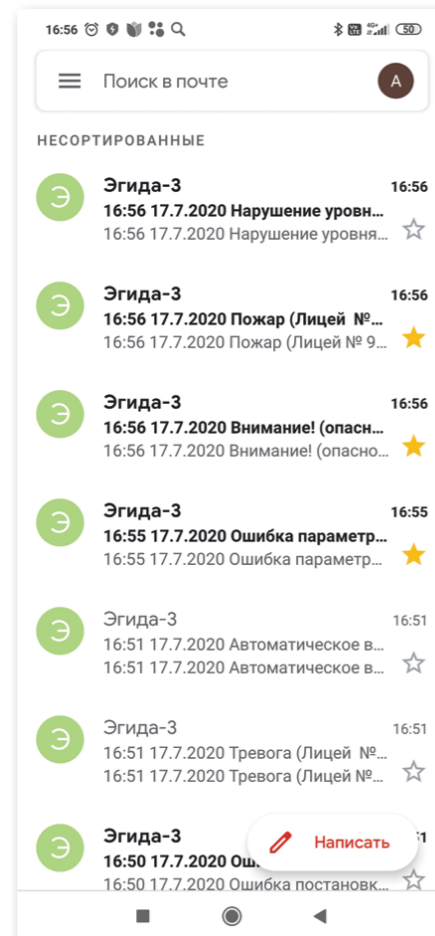 16:56
4G+
50
Поиск в почте
А
НЕСОРТИРОВАННЫЕ
Э
Эгида-3
16:56
16:56 17.7.2020 Нарушение уровн...
16:56 17.7.2020 Нарушение уровня...
Э
Эгида-3
16:56
16:56 17.7.2020 Пожар (Лицей №...
16:56 17.7.2020 Пожар (Лицей № 9...
Э
Эгида-3
16:56
16:56 17.7.2020 Внимание! (опасн...
16:56 17.7.2020 Внимание! (опасно...
Э
Эгида-3
16:55
16:55 17.7.2020 Ошибка параметр...
16:55 17.7.2020 Ошибка параметр...
Э
Эгида-3
16:51
16:51 17.7.2020 Автоматическое в...
16:51 17.7.2020 Автоматическое в...
Э
Эгида-3
16:51
16:51 17.7.2020 Тревога (Лицей №...
16:51 17.7.2020 Тревога (Лицей №...
Э
Эгида-3
16:50 17.7.2020
Написать
16:50 17.7.2020 Ошибка постановк...